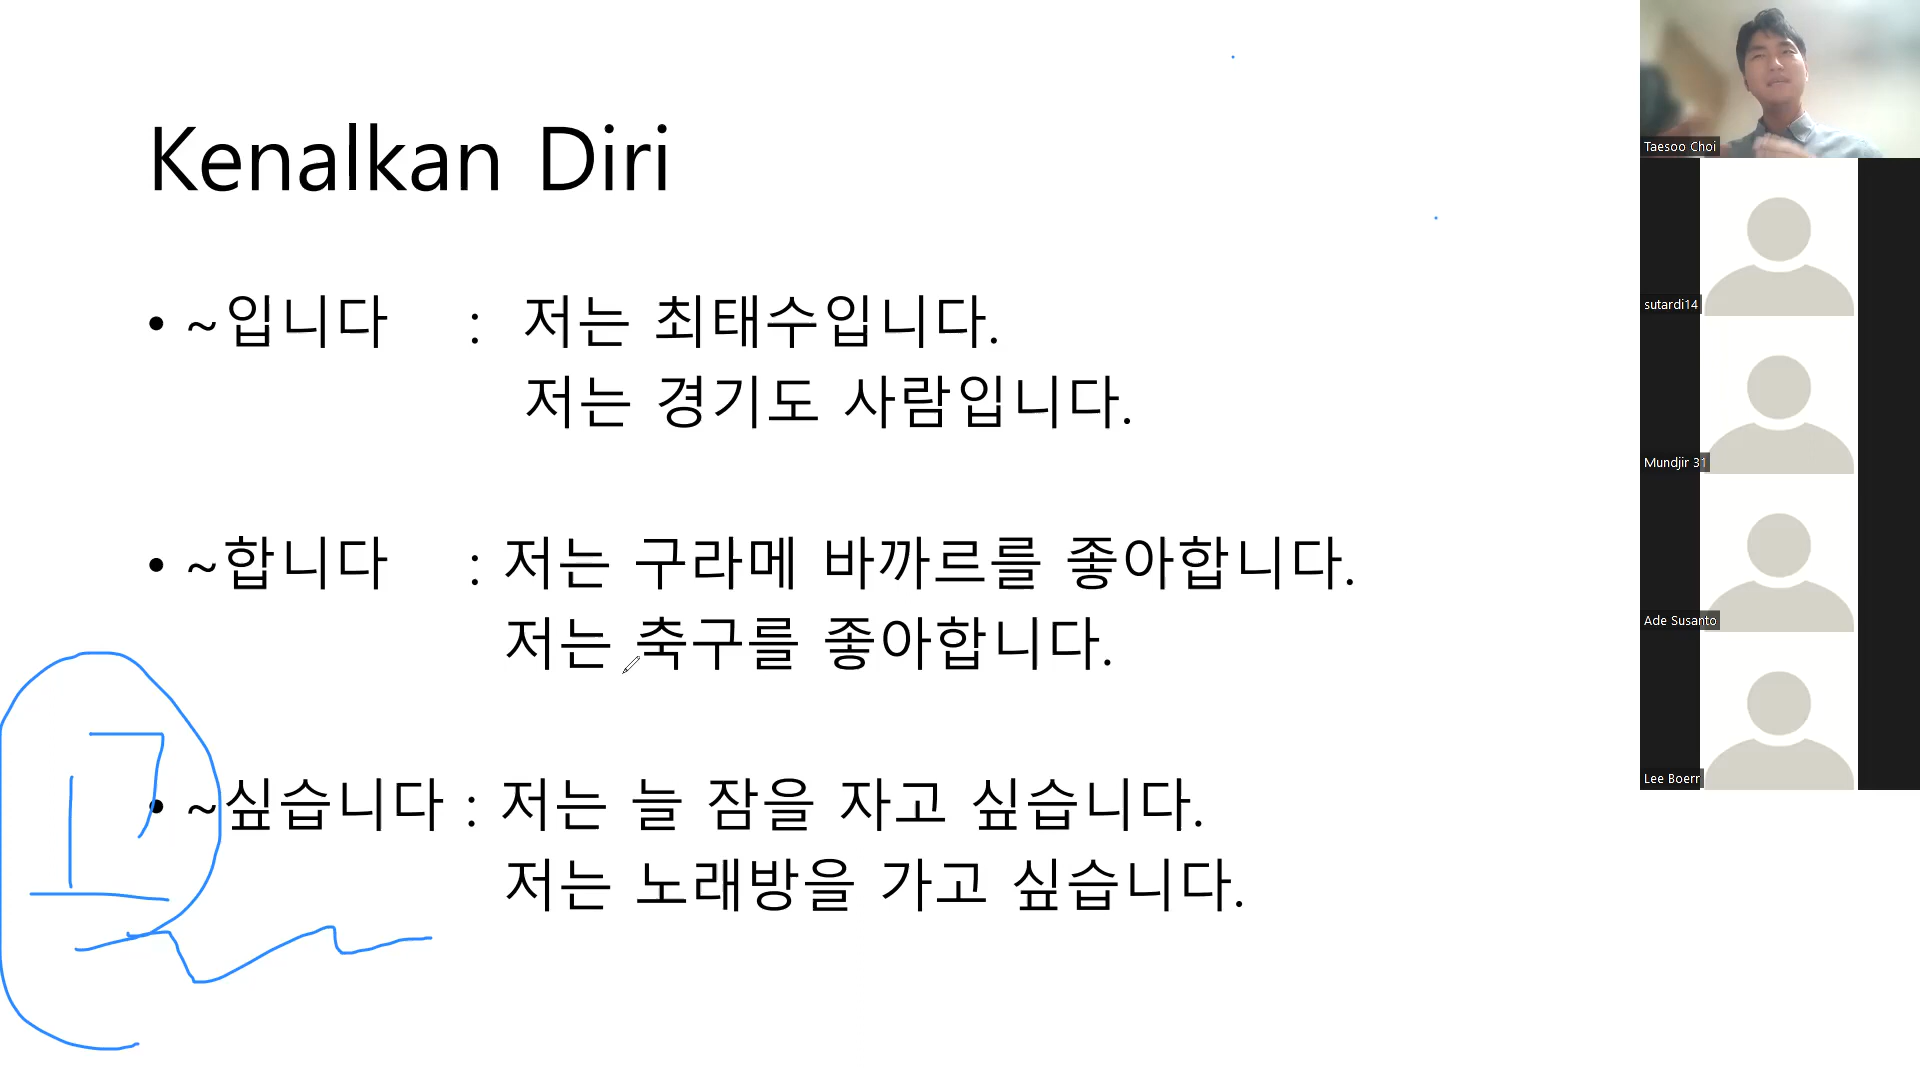 Kenalkan Diri
• ~입니다 : 저는 최태수입니다.
저는 경기도 사람입니다.
• ~합니다 : 저는 구라메 바까르를 좋아합니다.
저는 축구를 좋아합니다.
• ~싶습니다 : 저는 늘 잠을 자고 싶습니다.
저는 노래방을 가고 싶습니다.
Taesoo Choi
sutardi14
Mundjir 31
Ade Susanto
Lee Boerr